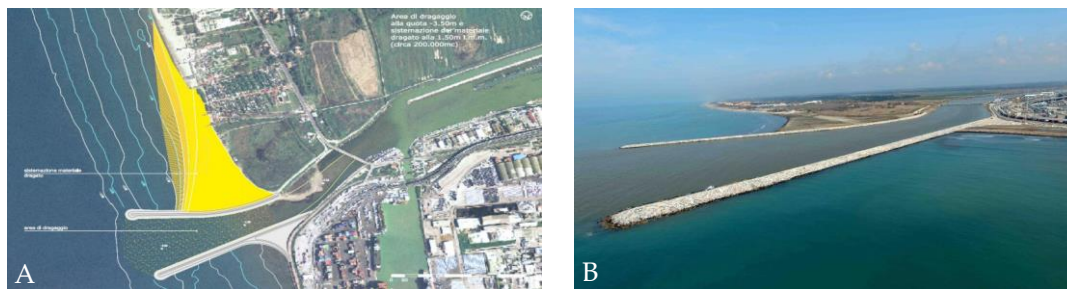 Area di dragaggio
alla quota -3.50m e
sistemazione del materiale
dragato alla 1.50m l.m.m.
(circa 200.000mc)
sistemazione materiale
dragato
area di dragaggio
A
B